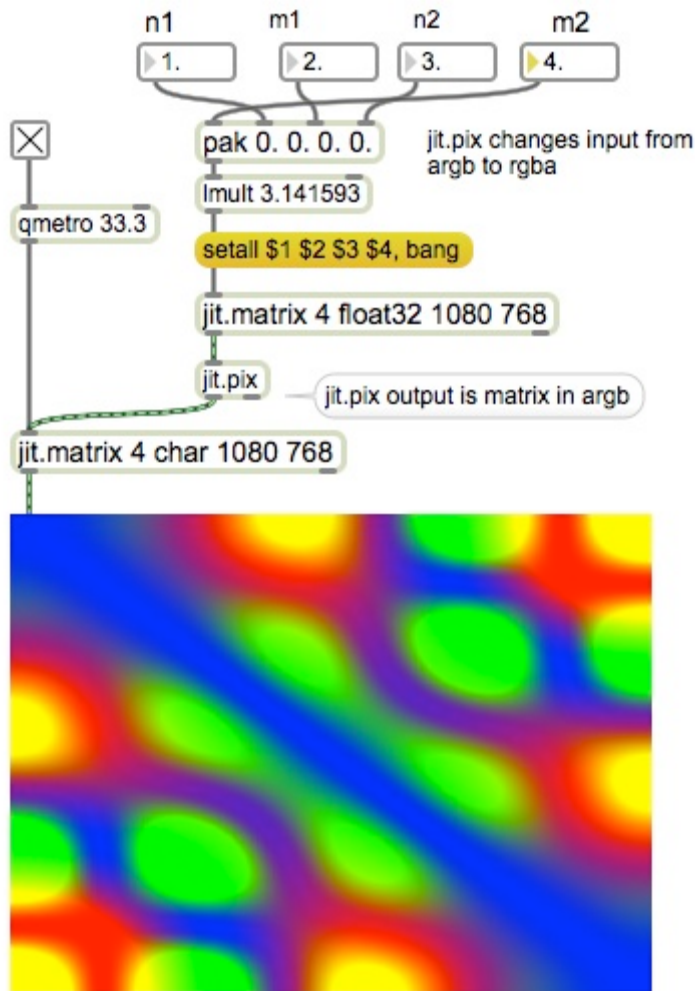 n1
m1
n2
m2
1.
2.
3.
4.
pak 0. 0. 0. 0.
jit.pix changes input from
argb to rgba
lmult 3.141593
qmetro 33.3
setall $1 $2 $3 $4, bang
jit.matrix 4 float32 1080 768
jit.pix
jit.pix output is matrix in argb
jit.matrix 4 char 1080 768